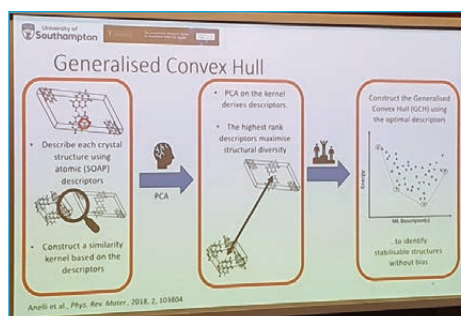 University of
Southampton
Generalised Convex Hull
Describe each crystal
structure using
atomic (SOAP)
descriptors
Construct a similarity
kernel based on the
descriptors
PCA
PCA on the kernel
derives descriptors.
The highest rank
descriptors maximise
structural diversity
Construct the Generalised
Convex Hull (GCH) using
the optimal descriptors
Energy
ML Descriptor(s)
to identify
stabilisable structures
without bias
Anelli et al., Phys. Rev. Mater., 2018, 2, 103804